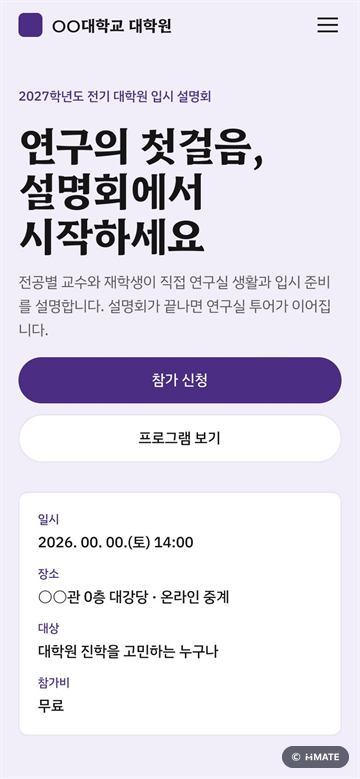 ○○대학교 대학원
2027학년도 전기 대학원 입시 설명회
연구의 첫걸음,
설명회에서
시작하세요
전공별 교수와 재학생이 직접 연구실 생활과 입시 준비
를 설명합니다. 설명회가 끝나면 연구실 투어가 이어집
니다.
참가 신청
프로그램 보기
일시
2026. 00. 00.(토) 14:00
장소
○○관 0층 대강당 · 온라인 중계
대상
대학원 진학을 고민하는 누구나
참가비
무료
© HMATE